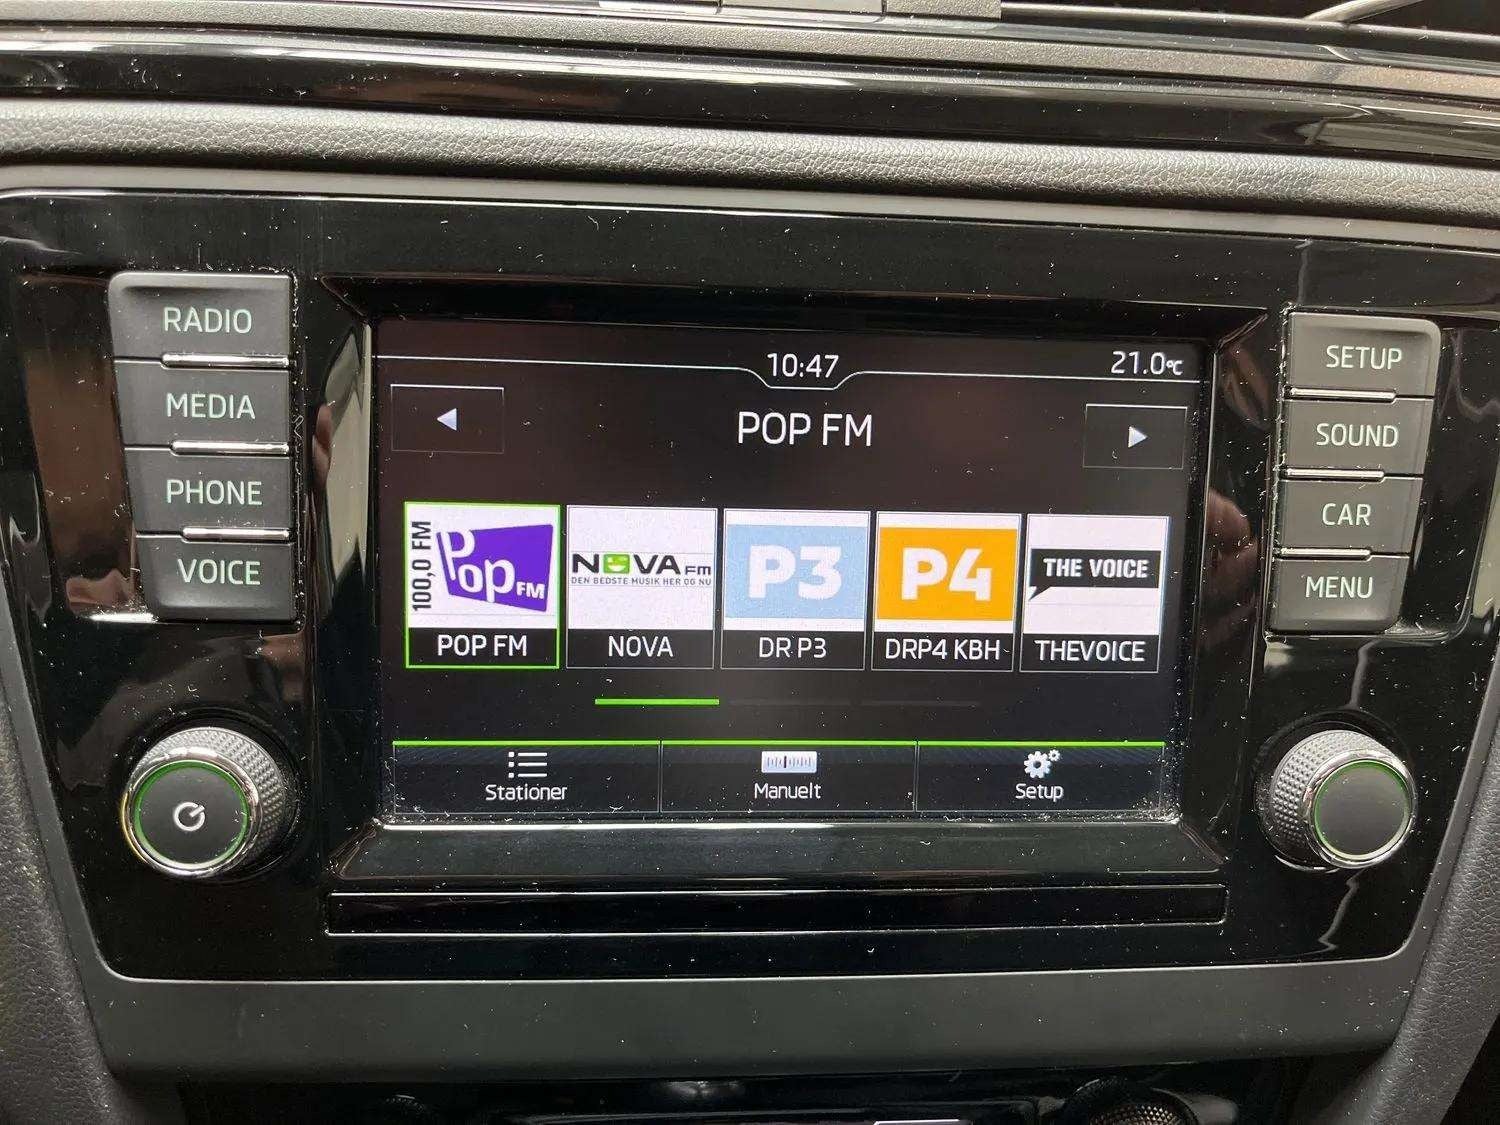 RADIO
MEDIA
PHONE
VOICE
10:47
21.0°C
POP FM
100,0 FM
POP FM
NOVA FM
DEN BEDSTE MUSIK HER OG NU
P3
P4
THE VOICE
POP FM
NOVA
DR P3
DRP4 KBH
THEVOICE
Stationer
Manuelt
Setup
SETUP
SOUND
CAR
MENU